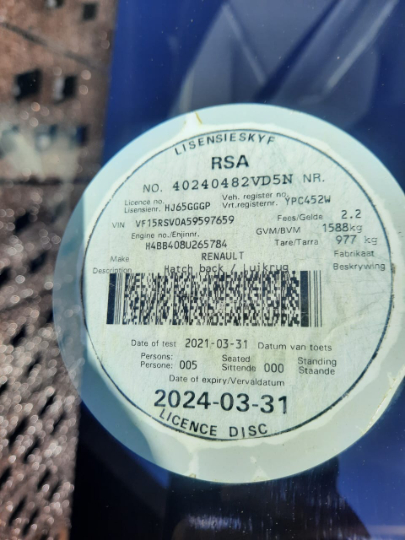 LISENSIESKYF
RSA
NO. 40240482VD5N NR.
Licence no. Veh. register no.
Lisensienr. HJ65GGGP Vrt.registernr. YPC452W
VIN VF15RSV0A59597659 Fees/Gelde 2.2
Engine no./Enjinnr. GVM/BVM 1588kg
H4BB408U265784 Tare/Tarra 977 kg
Make RENAULT Fabrikaat
Description Hatch back / Luikrug Beskrywing
Date of test 2021-03-31 Datum van toets
Persons: Seated Standing
Persone: 005 Sittende 000 Staande
Date of expiry/Vervaldatum
2024-03-31
LICENCE DISC